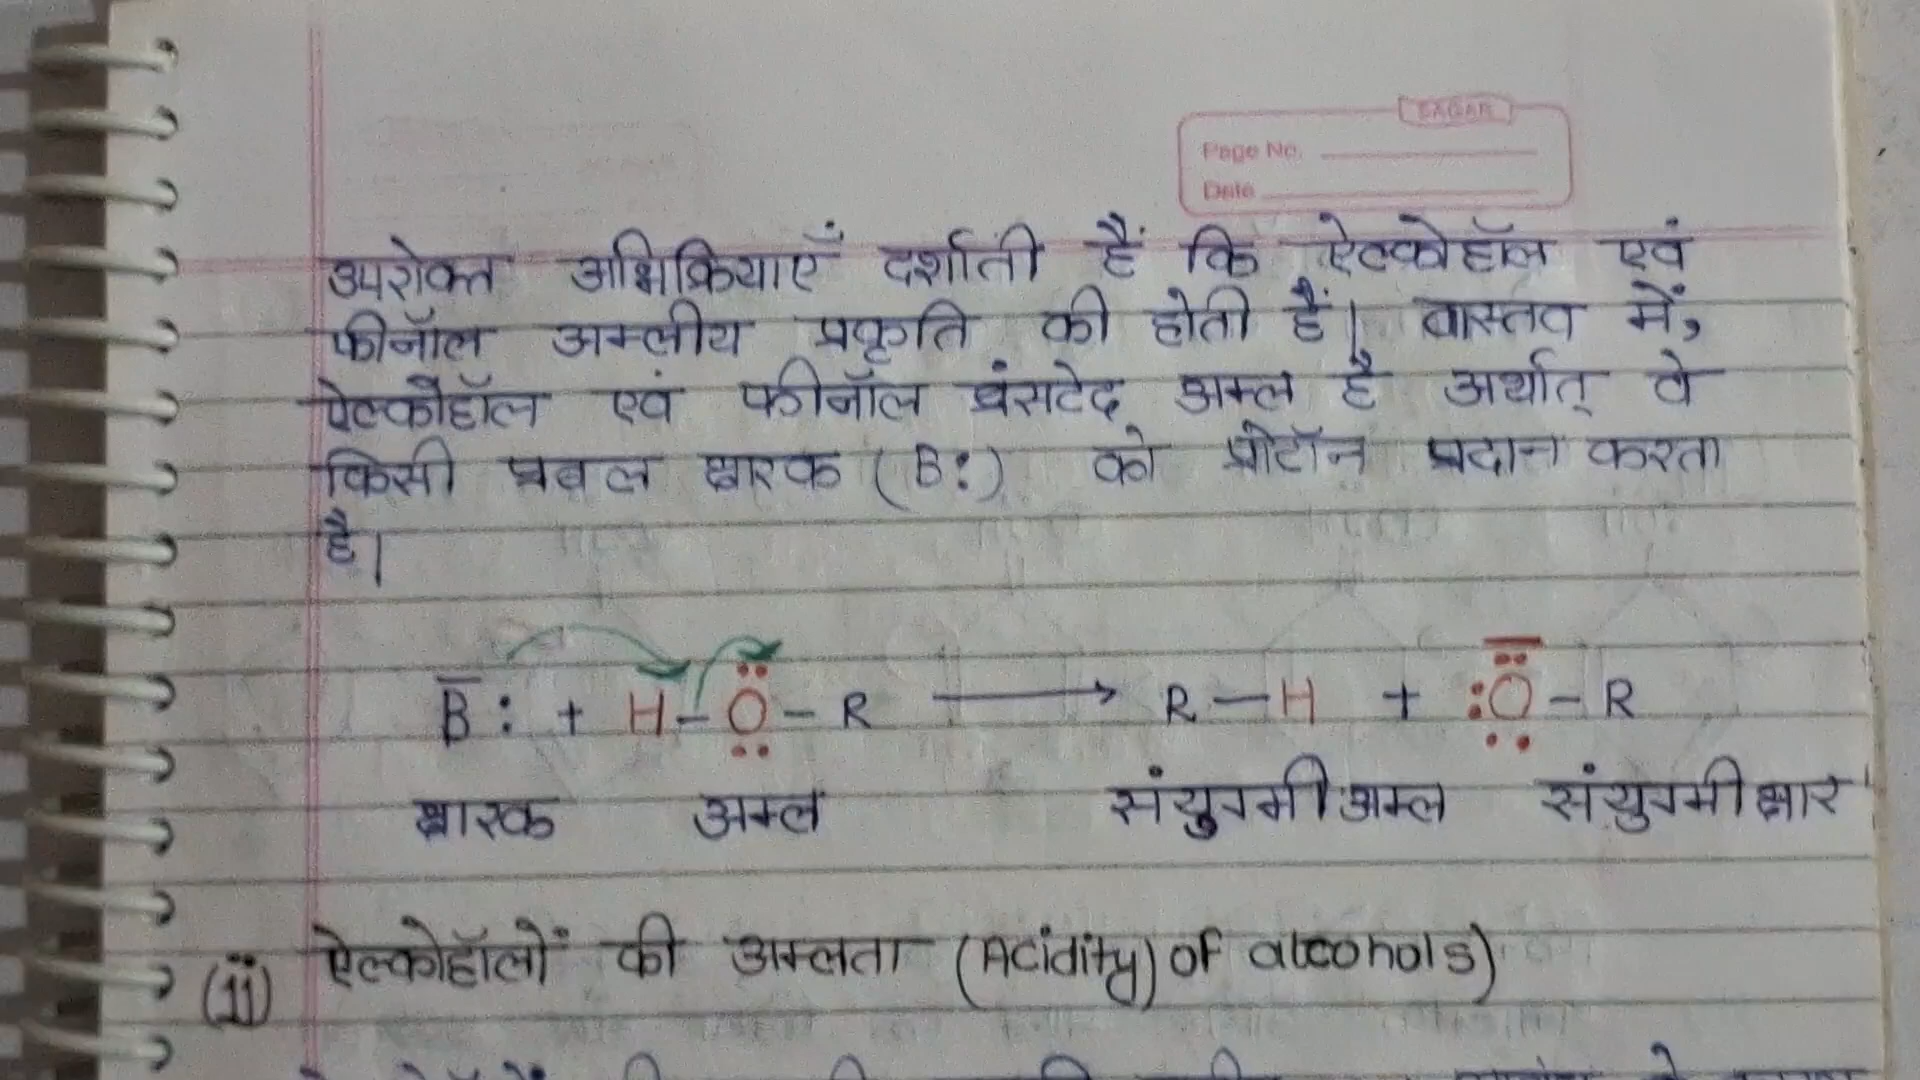 SAGAR
Page No.
Date
उपरोक्त अभिक्रियाएँ दर्शाती हैं कि ऐल्कोहॉल एवं
फीनॉल अम्लीय प्रकृति की होती हैं। वास्तव में,
ऐल्कोहॉल एवं फीनॉल ब्रंसटेद अम्ल है अर्थात् वे
किसी प्रबल क्षारक (B:) को प्रोटॉन प्रदान करता
है।
B̅: + H-O-R ⟶ R-H + :O-R
क्षारक अम्ल संयुग्मी अम्ल संयुग्मी क्षार
(ii) ऐल्कोहॉलों की अम्लता (Acidity) of alcohols)